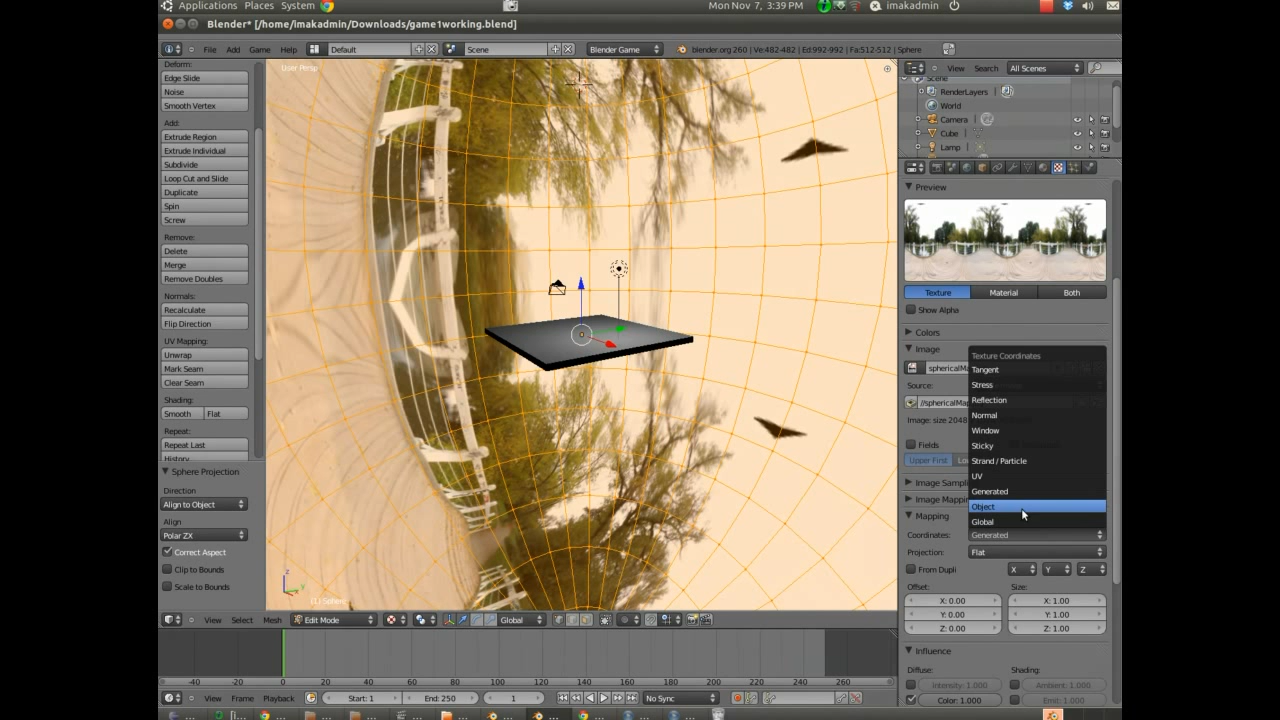 Applications Places System
Mon Nov 7, 3:39 PM
imakadmin
Blender* [/home/imakadmin/Downloads/game1working.blend]
File Add Game Help
Default
Scene
Blender Game
blender.org 260 | Ve:482-482 | Ed:992-992 | Fa:512-512 | Sphere
View Search All Scenes
Deform:
Edge Slide
Noise
Smooth Vertex
Add:
Extrude Region
Extrude Individual
Subdivide
Loop Cut and Slide
Duplicate
Spin
Screw
Remove:
Delete
Merge
Remove Doubles
Normals:
Recalculate
Flip Direction
UV Mapping:
Unwrap
Mark Seam
Clear Seam
Shading:
Smooth Flat
Repeat:
Repeat Last
History
Sphere Projection
Direction
Align to Object
Align
Polar ZX
Correct Aspect
Clip to Bounds
Scale to Bounds
User Persp
(1) Sphere
View Select Mesh
Edit Mode
Global
-40 -20 0 20 40 60 80 100 120 140 160 180 200 220 240 260
View Frame Playback
Start: 1
End: 250
1
No Sync
Scene
RenderLayers
World
Camera
Cube
Lamp
Preview
Texture Material Both
Show Alpha
Colors
Image
Source:
Image: size 2048
Fields
Upper First
Image Mapping
Mapping
Texture Coordinates
Tangent
Stress
Reflection
Normal
Window
Sticky
Strand / Particle
UV
Generated
Object
Global
Coordinates: Generated
Projection: Flat
From Dupli X Y Z
Offset: Size:
X: 0.00 X: 1.00
Y: 0.00 Y: 1.00
Z: 0.00 Z: 1.00
Influence
Diffuse: Shading:
Intensity: 1.000 Ambient: 1.000
Color: 1.000 Emit: 1.000